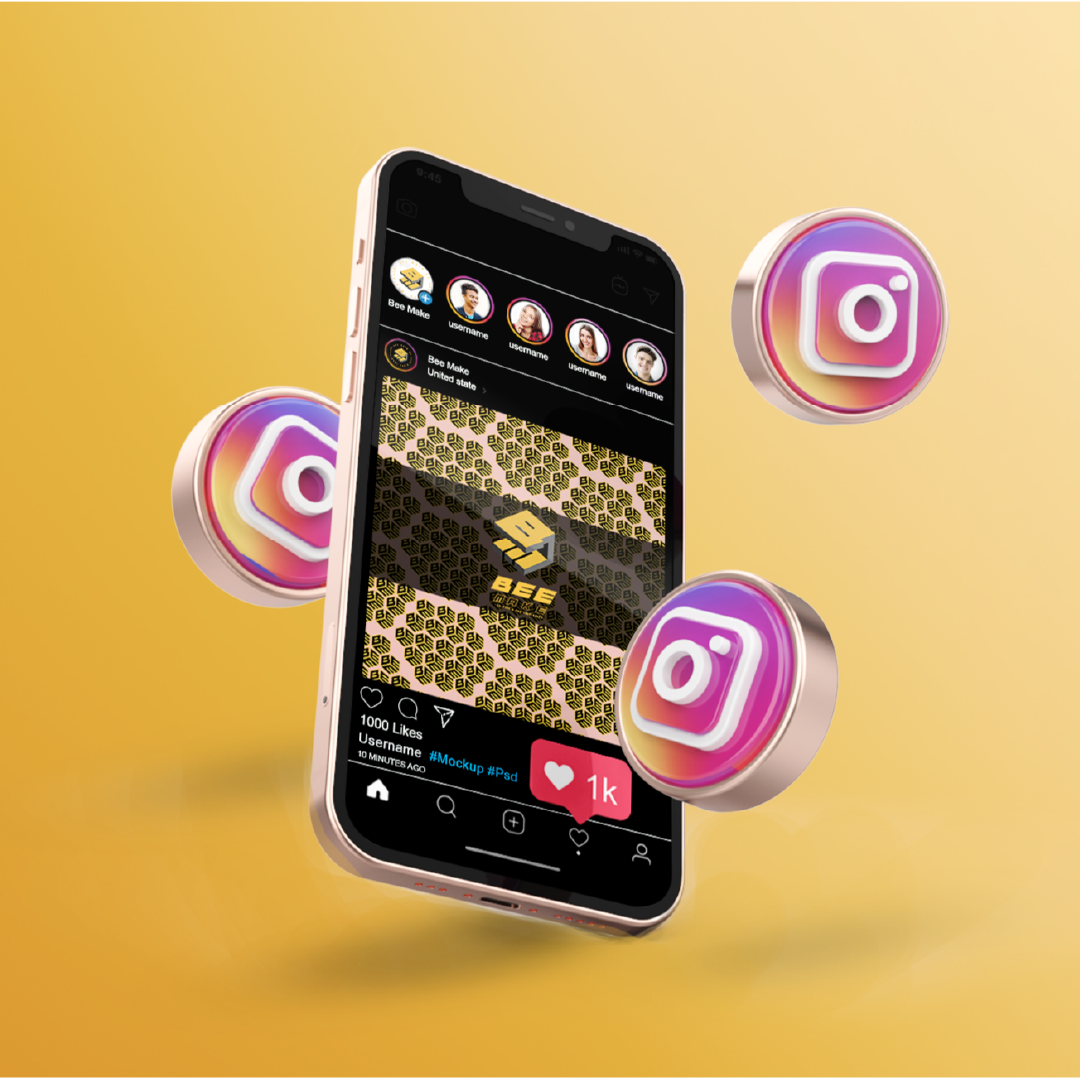 9:45
Bee Make
username
username
username
username
Bee Make
United state
BEE
MAKE
1000 Likes
Username #Mockup #Psd
10 MINUTES AGO
1k